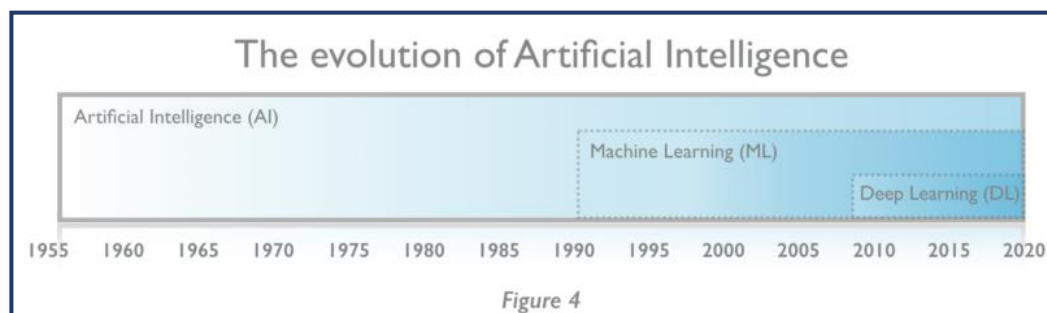 The evolution of Artificial Intelligence
Artificial Intelligence (AI)
Machine Learning (ML)
Deep Learning (DL)
1955 1960 1965 1970 1975 1980 1985 1990 1995 2000 2005 2010 2015 2020
Figure 4